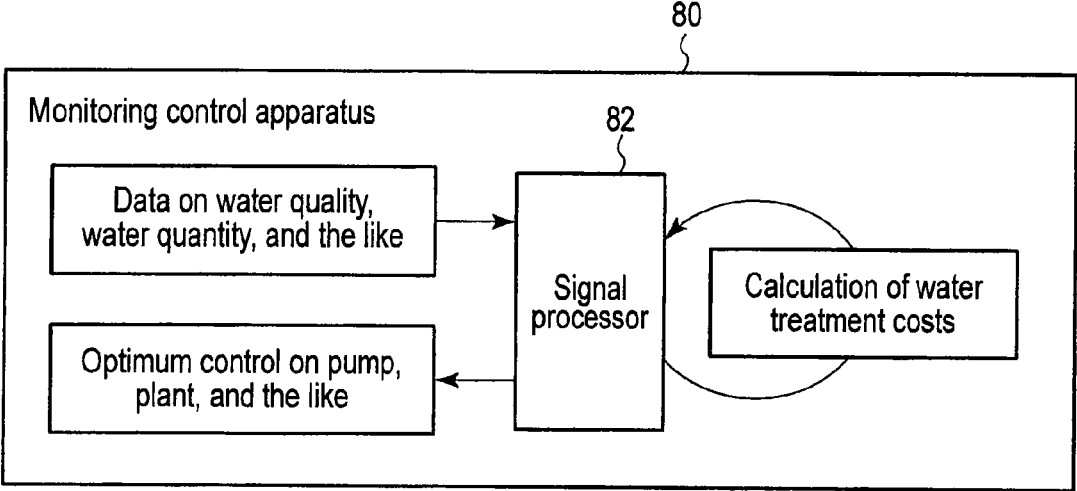 80
Monitoring control apparatus
82
Data on water quality,
water quantity, and the like
Signal
processor
Calculation of water
treatment costs
Optimum control on pump,
plant, and the like